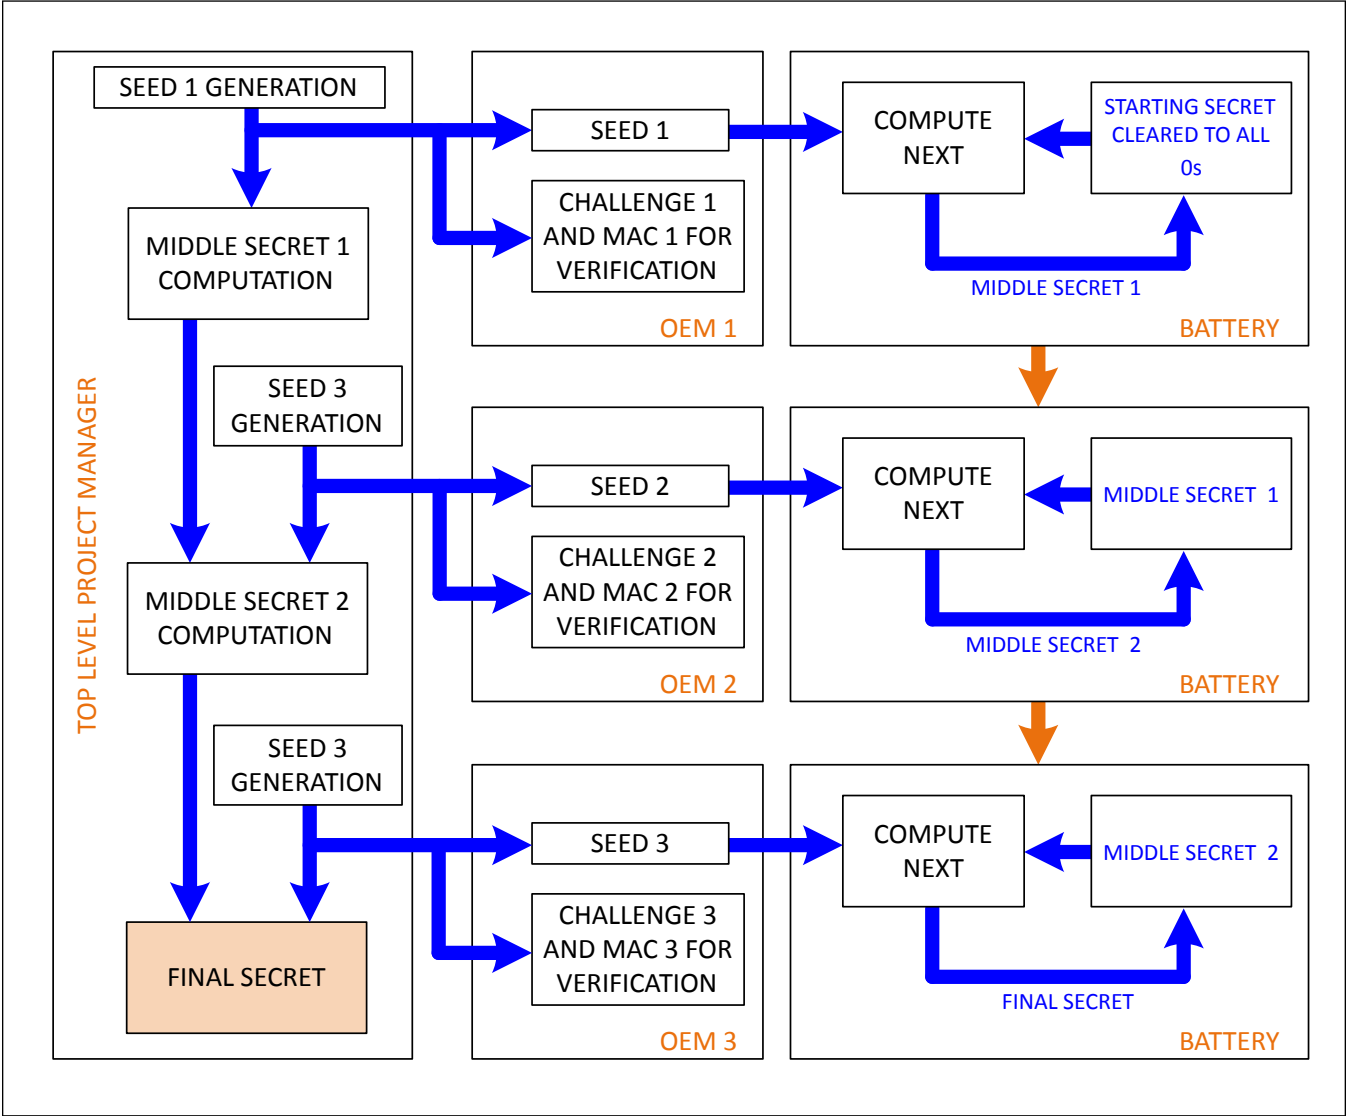 TOP LEVEL PROJECT MANAGER
SEED 1 GENERATION
MIDDLE SECRET 1
COMPUTATION
SEED 3
GENERATION
MIDDLE SECRET 2
COMPUTATION
SEED 3
GENERATION
FINAL SECRET
SEED 1
CHALLENGE 1
AND MAC 1 FOR
VERIFICATION
OEM 1
COMPUTE
NEXT
STARTING SECRET
CLEARED TO ALL
0s
MIDDLE SECRET 1
BATTERY
SEED 2
CHALLENGE 2
AND MAC 2 FOR
VERIFICATION
OEM 2
COMPUTE
NEXT
MIDDLE SECRET 1
MIDDLE SECRET 2
BATTERY
SEED 3
CHALLENGE 3
AND MAC 3 FOR
VERIFICATION
OEM 3
COMPUTE
NEXT
MIDDLE SECRET 2
FINAL SECRET
BATTERY